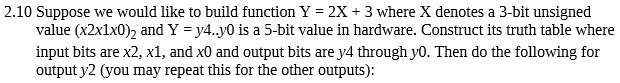 2.10 Suppose we would like to build function Y = 2X + 3 where X denotes a 3-bit unsigned
value (x2x1x0)₂ and Y = y4..y0 is a 5-bit value in hardware. Construct its truth table where
input bits are x2, x1, and x0 and output bits are y4 through y0. Then do the following for
output y2 (you may repeat this for the other outputs):